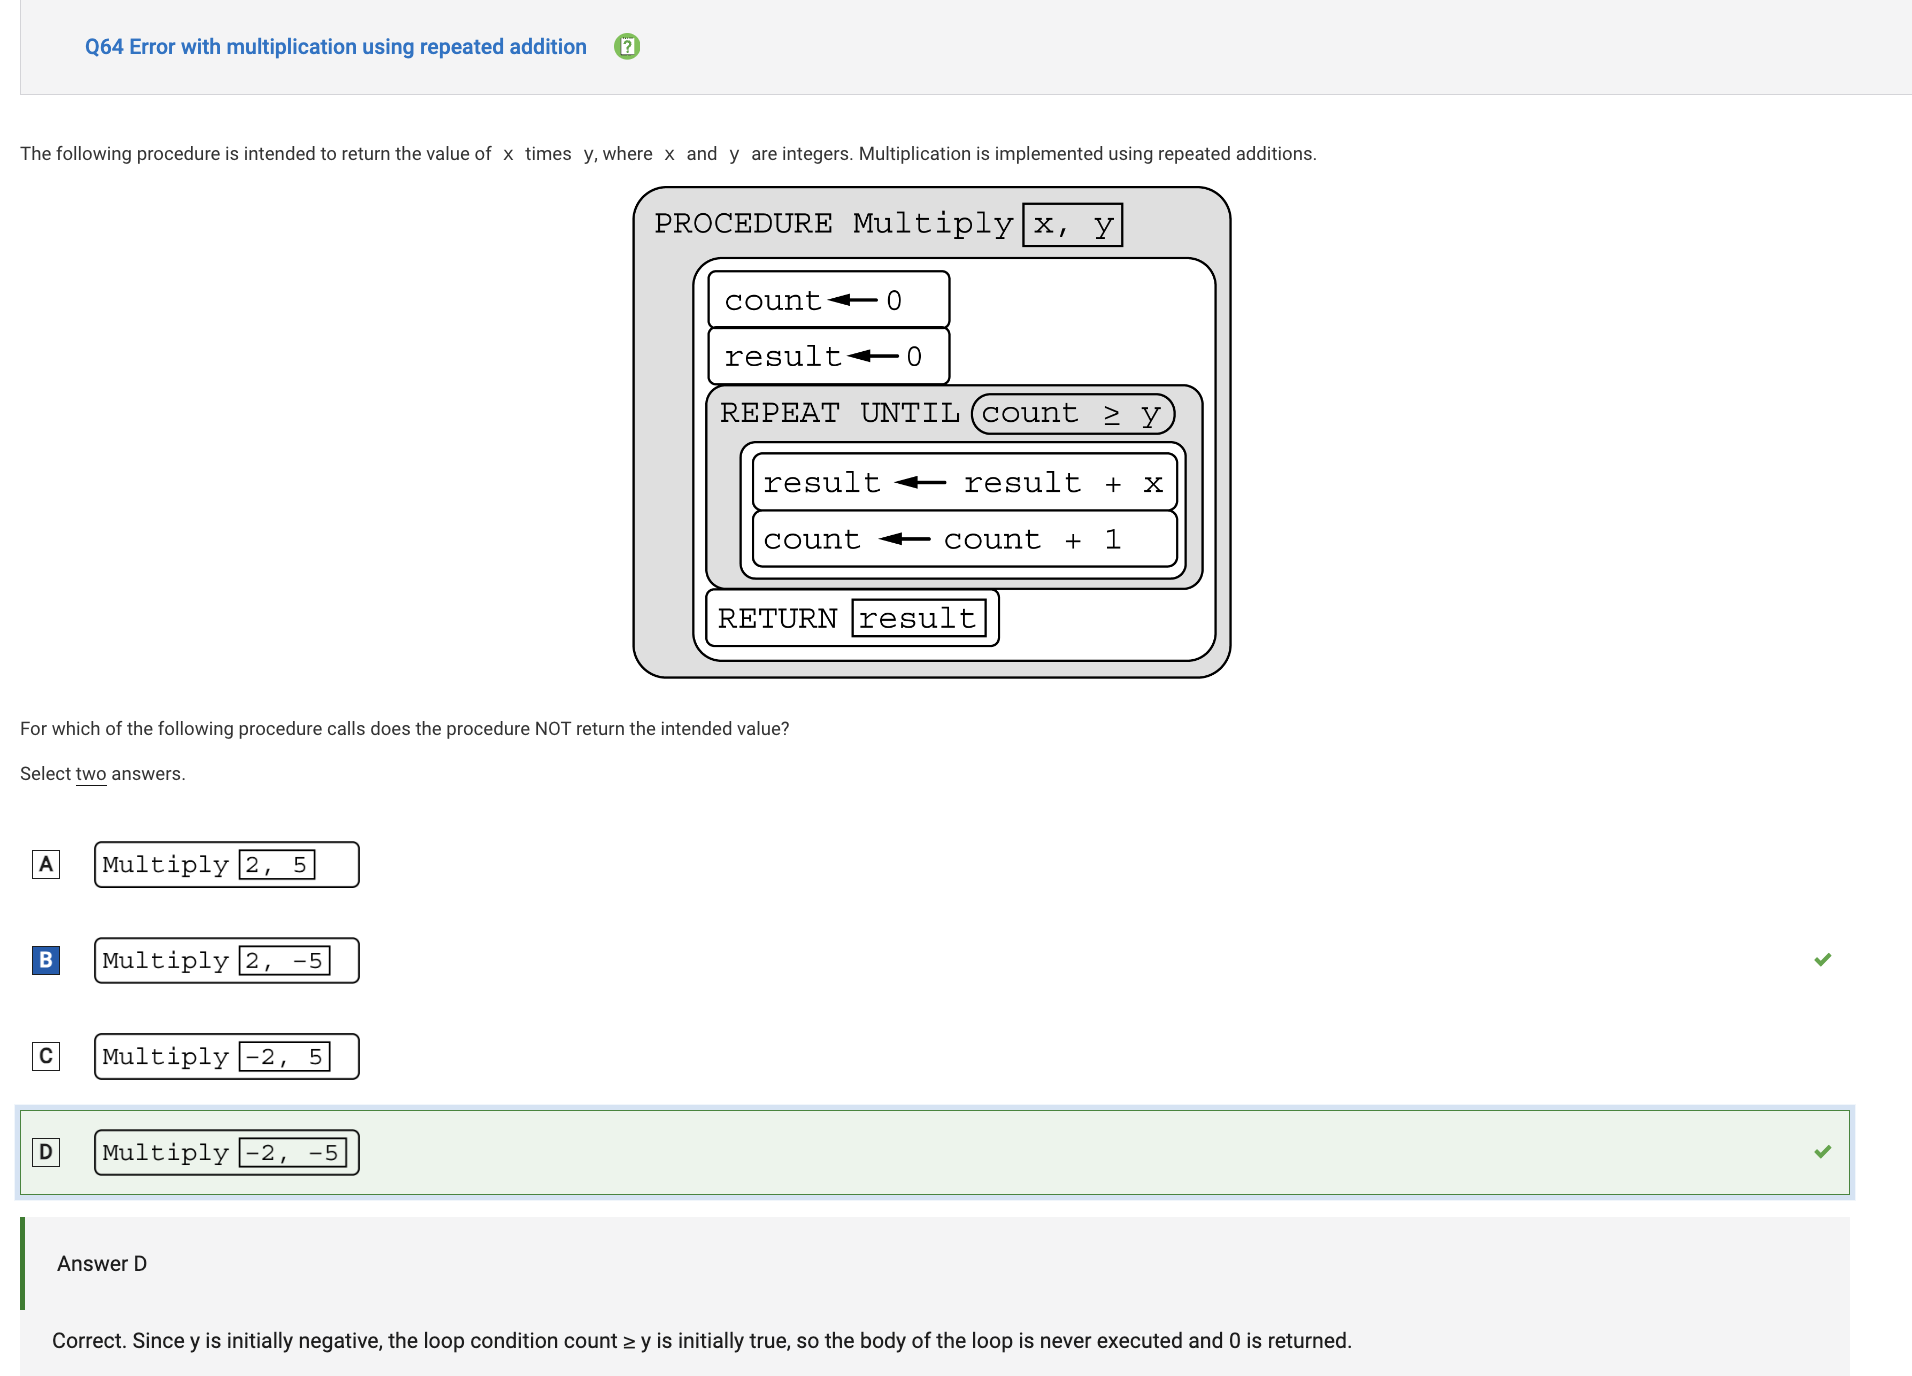 Q64 Error with multiplication using repeated addition
The following procedure is intended to return the value of x times y, where x and y are integers. Multiplication is implemented using repeated additions.
PROCEDURE Multiply x, y
count ← 0
result ← 0
REPEAT UNTIL count ≥ y
result ← result + x
count ← count + 1
RETURN result
For which of the following procedure calls does the procedure NOT return the intended value?
Select two answers.
A Multiply 2, 5
B Multiply 2, -5
C Multiply -2, 5
D Multiply -2, -5
Answer D
Correct. Since y is initially negative, the loop condition count ≥ y is initially true, so the body of the loop is never executed and 0 is returned.